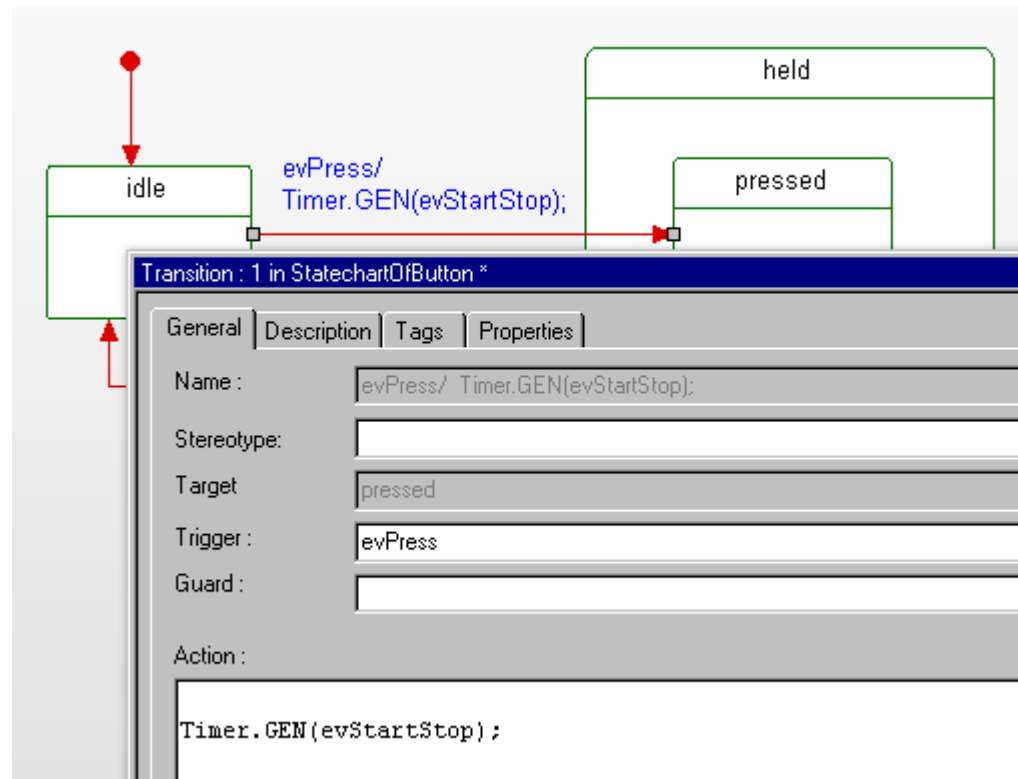 held
evPress/
Timer.GEN(evStartStop);
idle
pressed
Transition : 1 in StatechartOfButton *
General Description Tags Properties
Name : evPress/ Timer.GEN(evStartStop);
Stereotype:
Target pressed
Trigger : evPress
Guard :
Action :
Timer.GEN(evStartStop);